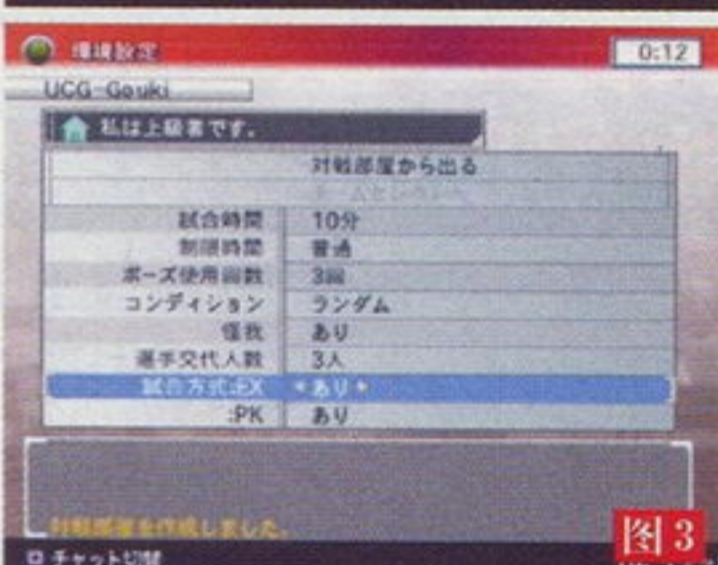 環境設定
0:12
UCG-Gouki
私は上級者です。
対戦部屋から出る
試合時間 10分
制限時間 普通
ポーズ使用回数 3回
コンディション ランダム
怪我 あり
選手交代人数 3人
試合方式:EX あり
:PK あり
対戦部屋を作成しました。
チャット切替
图3